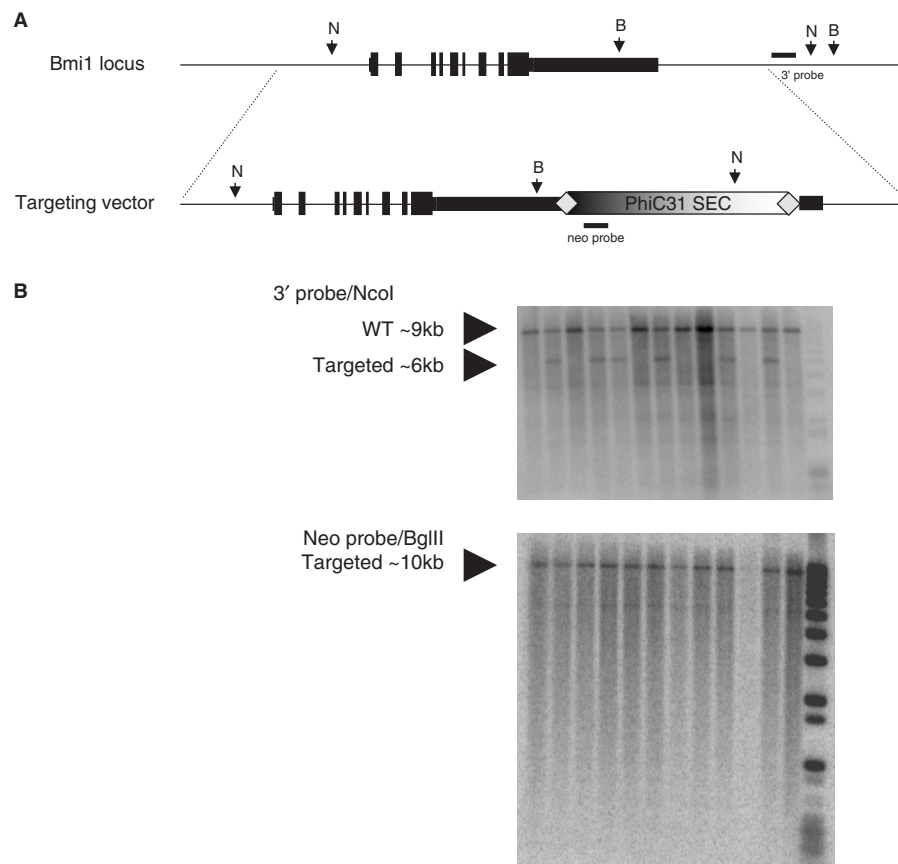 A
N
B
N
B
Bmi1 locus
3' probe
N
B
N
Targeting vector
PhiC31 SEC
neo probe
B
3′ probe/NcoI
WT ~9kb
Targeted ~6kb
Neo probe/BglII
Targeted ~10kb